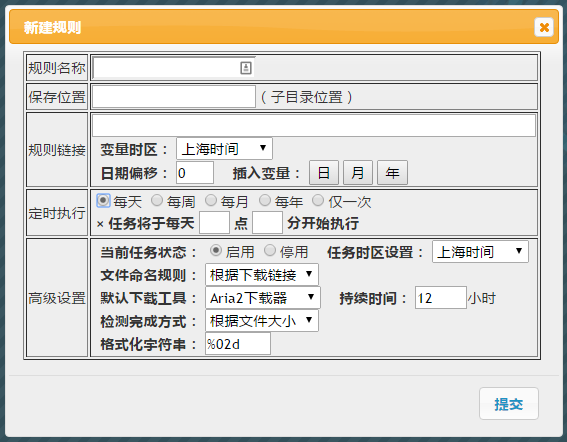 新建规则
规则名称
保存位置 （子目录位置）
规则链接
变量时区： 上海时间
日期偏移： 0 插入变量： 日 月 年
定时执行
每天 每周 每月 每年 仅一次
× 任务将于每天 点 分开始执行
高级设置
当前任务状态： 启用 停用 任务时区设置： 上海时间
文件命名规则： 根据下载链接
默认下载工具： Aria2下载器 持续时间： 12 小时
检测完成方式： 根据文件大小
格式化字符串： %02d
提交